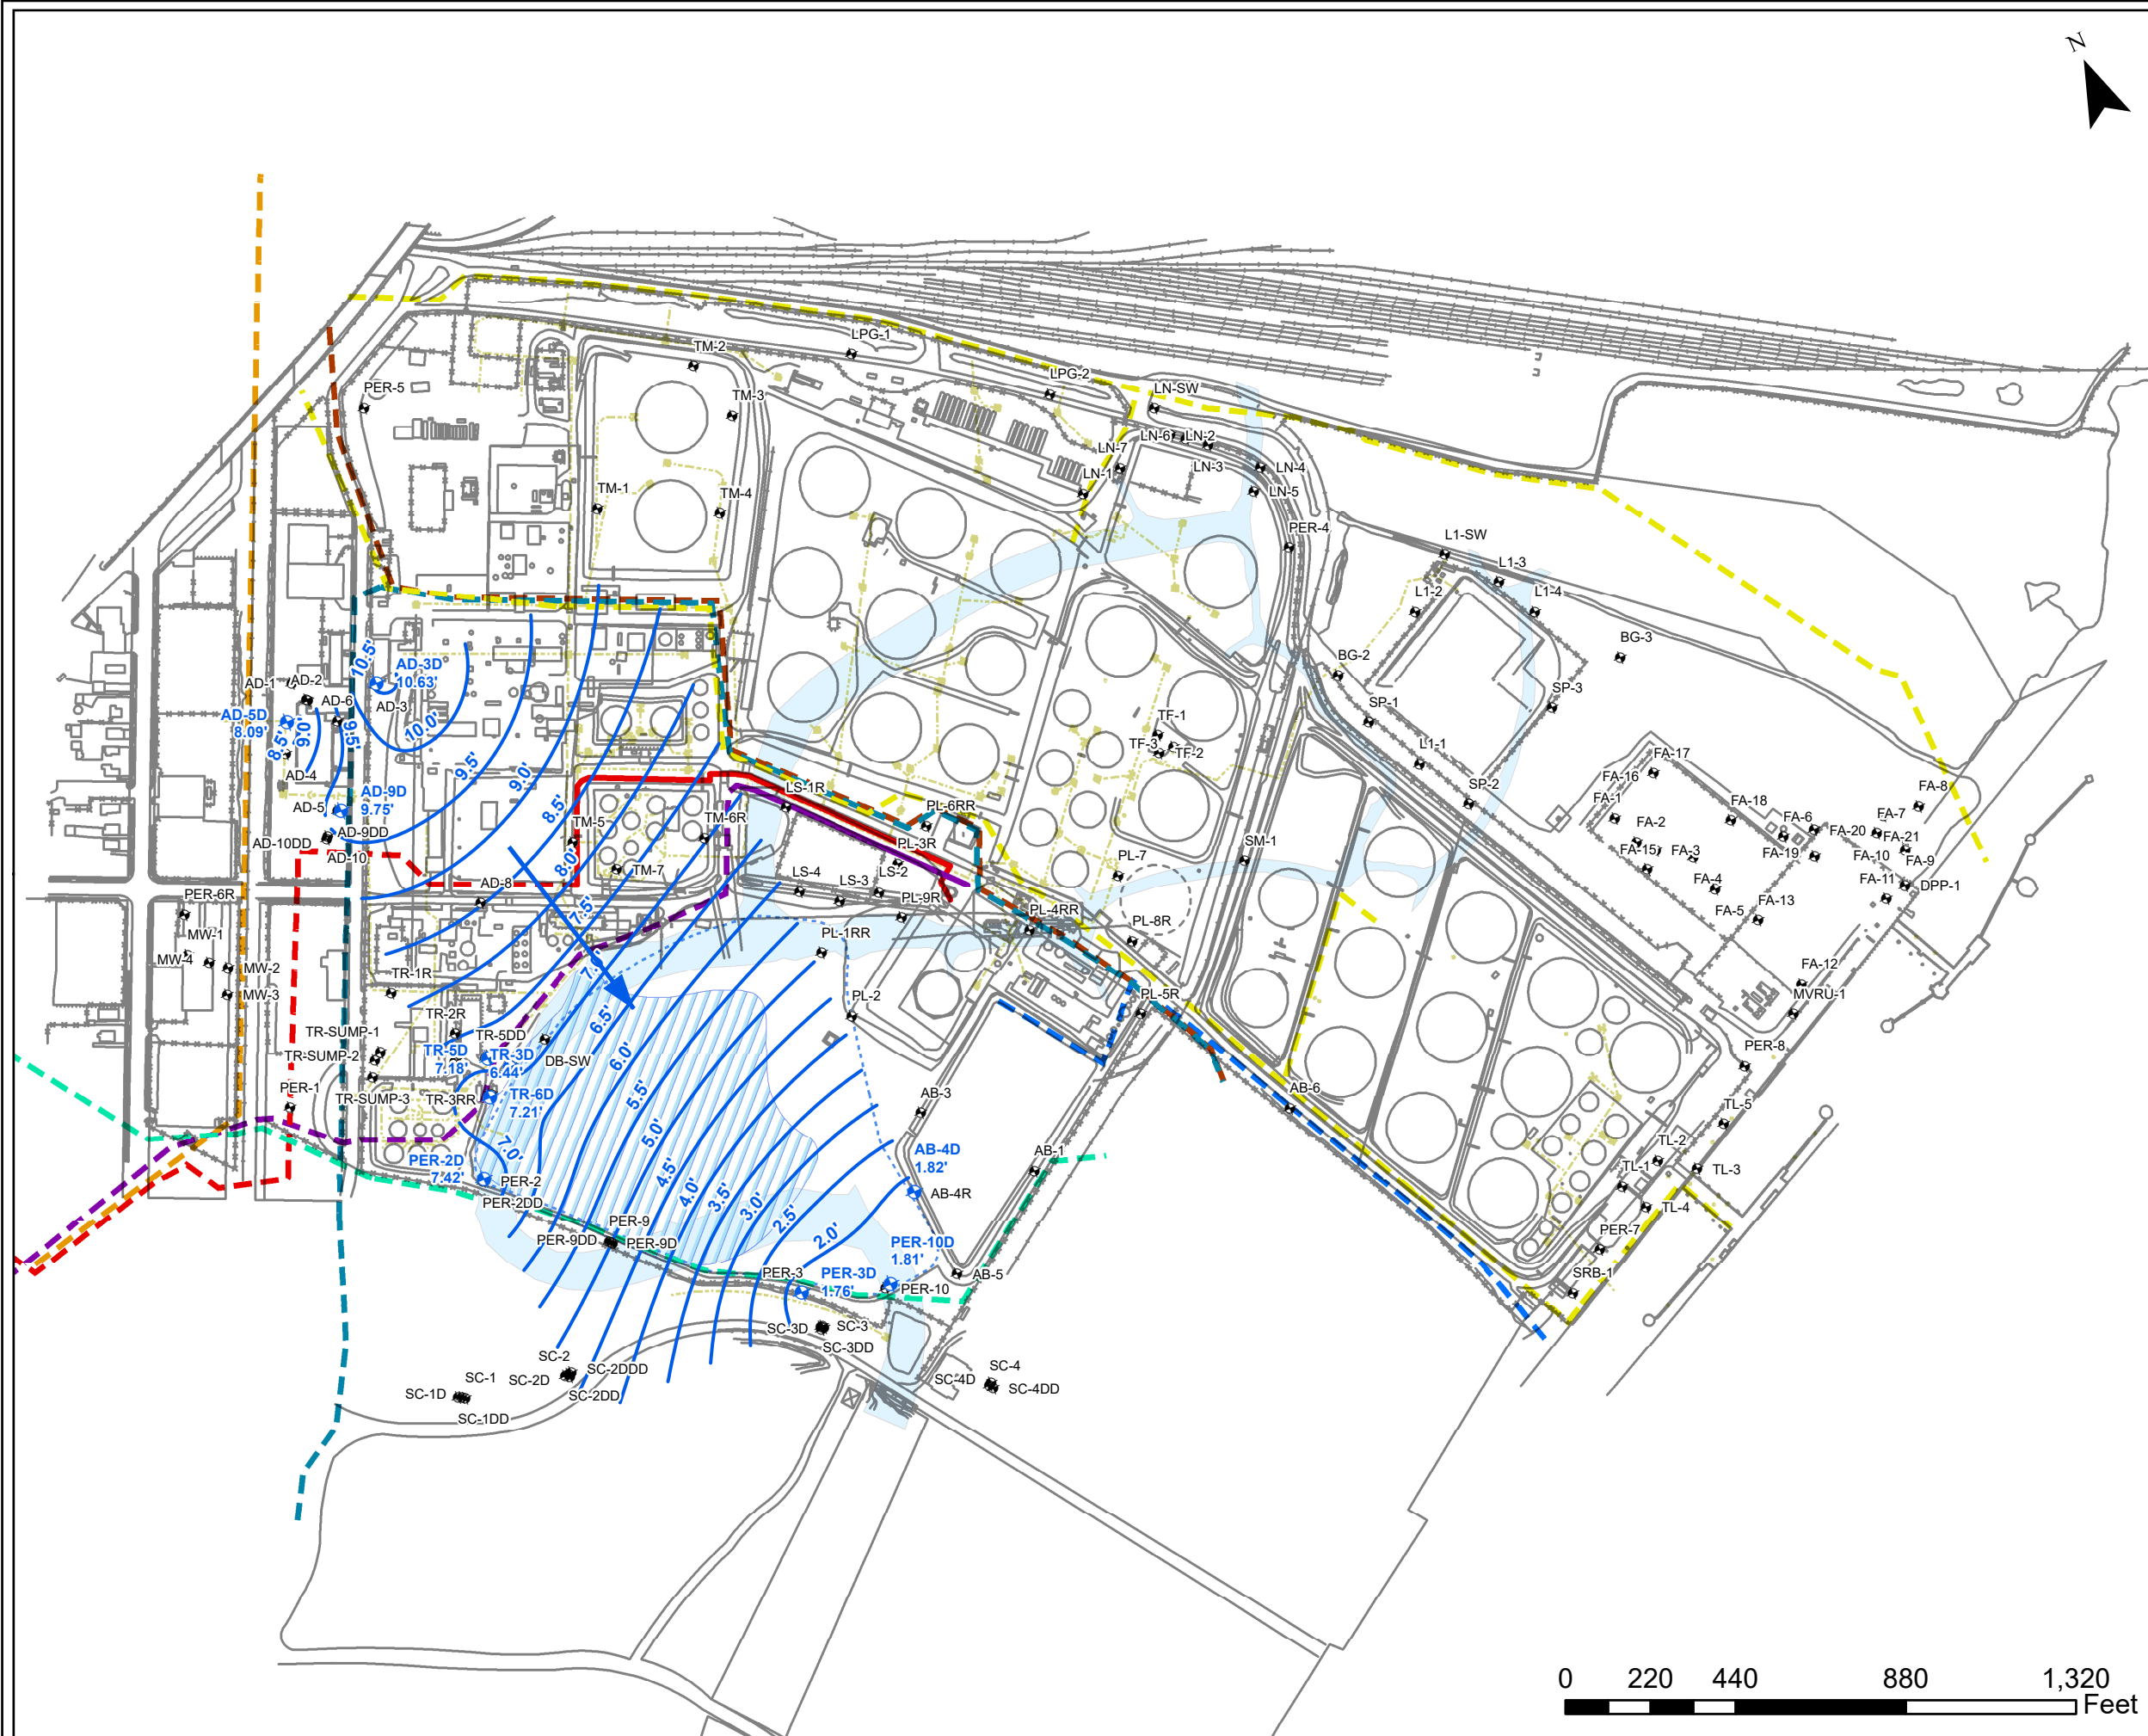 N
LPG-1
TM-2
LPG-2
PER-5
TM-3
LN-SW
LN-6
LN-2
LN-7
LN-3
LN-4
LN-1
TM-1
TM-4
LN-5
PER-4
L1-SW
L1-3
L1-2
L1-4
BG-3
BG-2
10.5'
AD-3D
10.63'
AD-1
AD-2
AD-6
AD-3
SP-3
SP-1
AD-5D
8.09'
8.5'
9.0'
9.5'
10.0'
TF-1
TF-3
TF-2
L1-1
FA-17
9.5'
9.0'
AD-4
FA-16
SP-2
FA-8
AD-9D
9.75'
8.5'
LS-1R
PL-6RR
FA-1
FA-18
FA-6
FA-7
AD-5
TM-5
TM-6R
FA-2
FA-20
FA-21
AD-9DD
AD-10DD
AD-10
PL-3R
SM-1
FA-15
FA-3
FA-19
FA-10
FA-9
8.0'
PL-7
AD-8
TM-7
LS-4
LS-3
LS-2
FA-4
FA-11
DPP-1
PER-6R
7.5'
PL-9R
PL-4RR
FA-5
FA-13
MW-1
PL-1RR
PL-8R
MW-4
MW-2
TR-1R
FA-12
MW-3
PL-2
PL-5R
MVRU-1
TR-2R
6.5'
TR-SUMP-1
TR-5DD
TR-SUMP-2
TR-5D
7.18'
TR-3D
6.44'
DB-SW
6.0'
PER-8
PER-1
TR-SUMP-3
TR-3RR
TR-6D
7.21'
5.5'
AB-3
AB-6
TL-5
5.0'
7.0'
AB-4D
1.82'
AB-1
TL-2
PER-2D
7.42'
PER-2
4.5'
TL-1
TL-3
PER-2DD
4.0'
3.5'
3.0'
AB-4R
TL-4
PER-9
2.5'
2.0'
PER-9DD
PER-9D
PER-10D
1.81'
PER-7
PER-3
PER-3D
1.76'
AB-5
SRB-1
PER-10
SC-3D
SC-3
SC-3DD
SC-2
SC-1
SC-2D
SC-2DDD
SC-4D
SC-4
SC-4DD
SC-1D
SC-2DD
SC-1DD
0 220 440 880 1,320
Feet